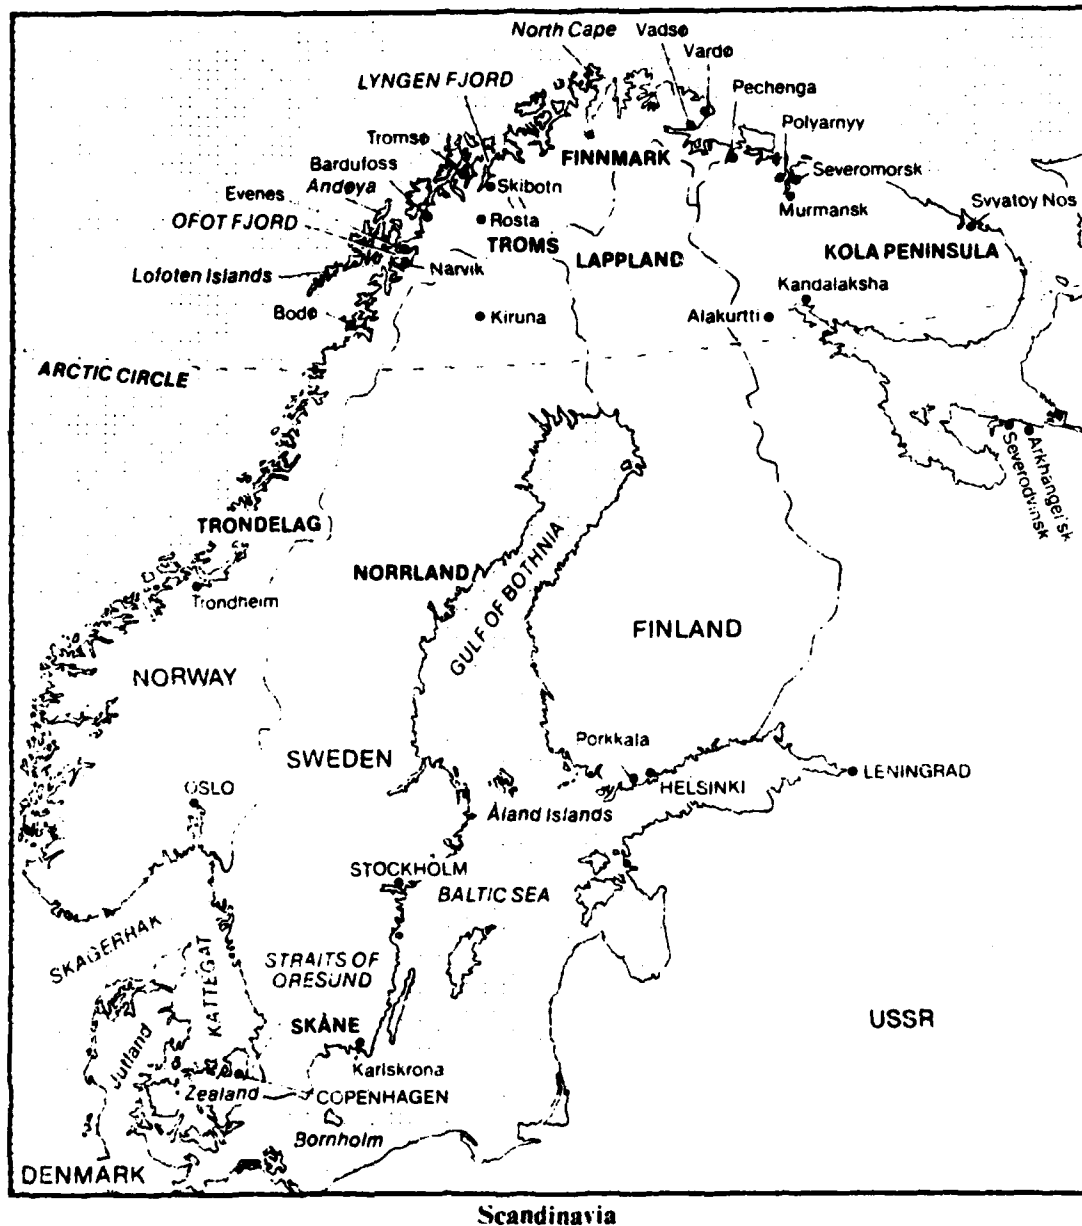 North Cape
Vadsø
Vardø
LYNGEN FJORD
Pechenga
Polyarnyy
Tromsø
FINNMARK
Bardufoss
Severomorsk
Andøya
Skibotn
Evenes
Murmansk
Svyatoy Nos
OFOT FJORD
Rosta
TROMS
LAPPLAND
KOLA PENINSULA
Lofoten Islands
Narvik
Kandalaksha
Bodø
Kiruna
Alakurtti
ARCTIC CIRCLE
Severodvinsk
Arkhangel'sk
TRONDELAG
NORRLAND
GULF OF BOTHNIA
Trondheim
FINLAND
NORWAY
Porkkala
SWEDEN
OSLO
HELSINKI
LENINGRAD
Åland Islands
STOCKHOLM
BALTIC SEA
SKAGERRAK
KATTEGAT
STRAITS OF
ORESUND
SKÅNE
USSR
Jutland
Karlskrona
Zealand
COPENHAGEN
Bornholm
DENMARK
Scandinavia